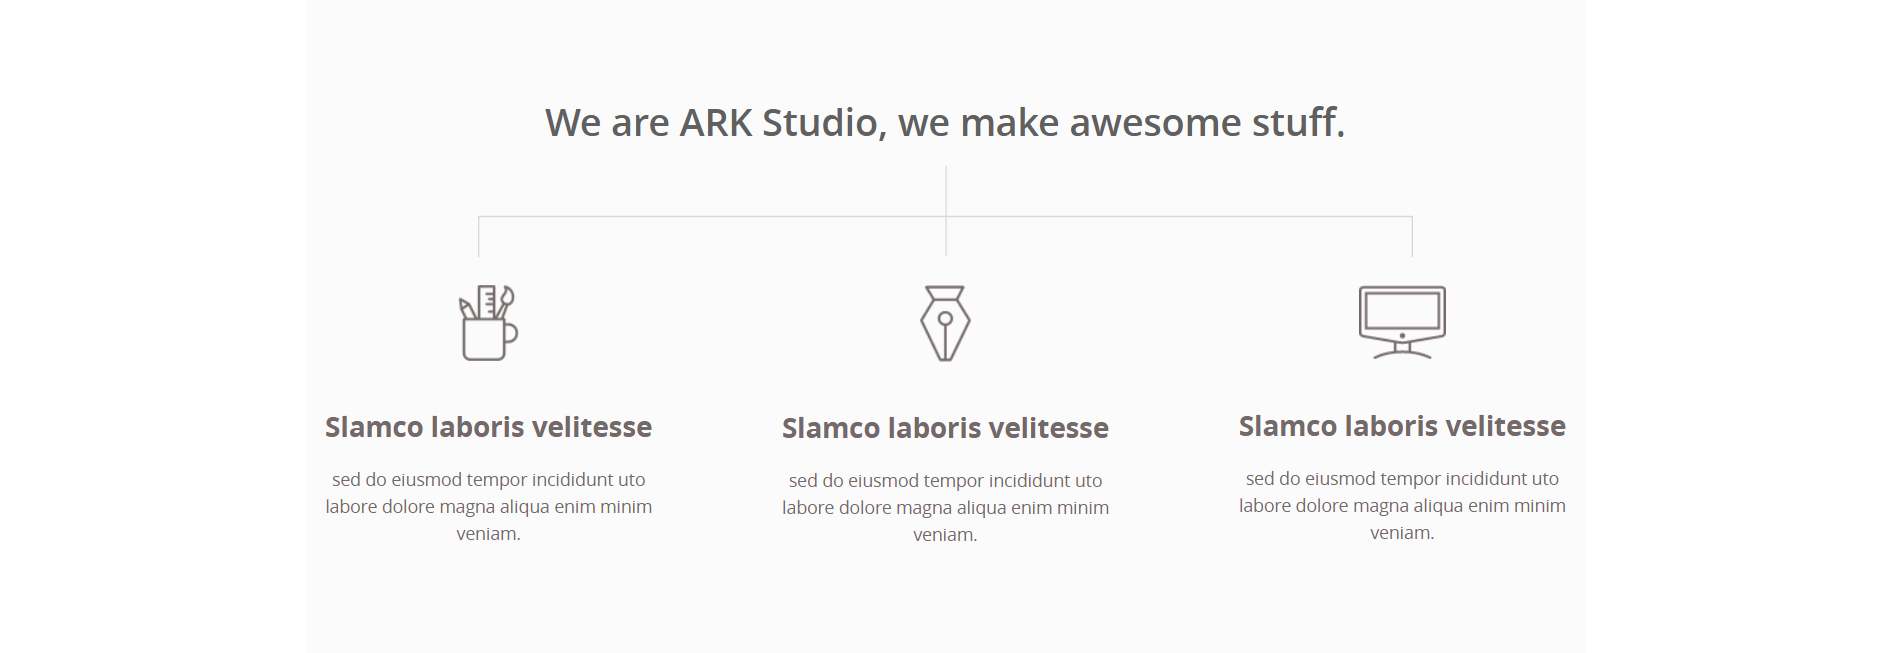 We are ARK Studio, we make awesome stuff.
Slamco laboris velitesse
sed do eiusmod tempor incididunt uto
labore dolore magna aliqua enim minim
veniam.
Slamco laboris velitesse
sed do eiusmod tempor incididunt uto
labore dolore magna aliqua enim minim
veniam.
Slamco laboris velitesse
sed do eiusmod tempor incididunt uto
labore dolore magna aliqua enim minim
veniam.